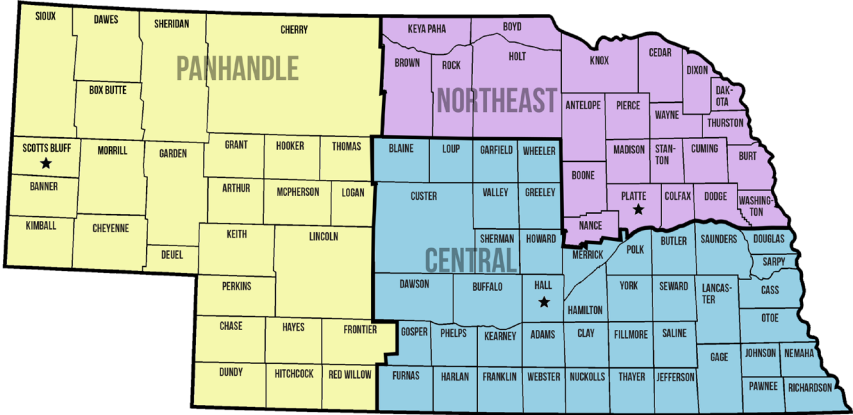 SIOUX
DAWES
SHERIDAN
CHERRY
KEYA PAHA
BOYD
PANHANDLE
BOX BUTTE
BROWN
ROCK
HOLT
KNOX
CEDAR
DIXON
DAK-
OTA
NORTHEAST
ANTELOPE
PIERCE
WAYNE
THURSTON
SCOTTS BLUFF
MORRILL
GARDEN
GRANT
HOOKER
THOMAS
BLAINE
LOUP
GARFIELD
WHEELER
BOONE
MADISON
STAN-
TON
CUMING
BURT
BANNER
ARTHUR
MCPHERSON
LOGAN
CUSTER
VALLEY
GREELEY
PLATTE
COLFAX
DODGE
WASHING-
TON
KIMBALL
CHEYENNE
DEUEL
KEITH
LINCOLN
SHERMAN
HOWARD
NANCE
MERRICK
POLK
BUTLER
SAUNDERS
DOUGLAS
SARPY
CENTRAL
PERKINS
DAWSON
BUFFALO
HALL
HAMILTON
YORK
SEWARD
LANCAS-
TER
CASS
OTOE
CHASE
HAYES
FRONTIER
GOSPER
PHELPS
KEARNEY
ADAMS
CLAY
FILLMORE
SALINE
GAGE
JOHNSON
NEMAHA
DUNDY
HITCHCOCK
RED WILLOW
FURNAS
HARLAN
FRANKLIN
WEBSTER
NUCKOLLS
THAYER
JEFFERSON
PAWNEE
RICHARDSON